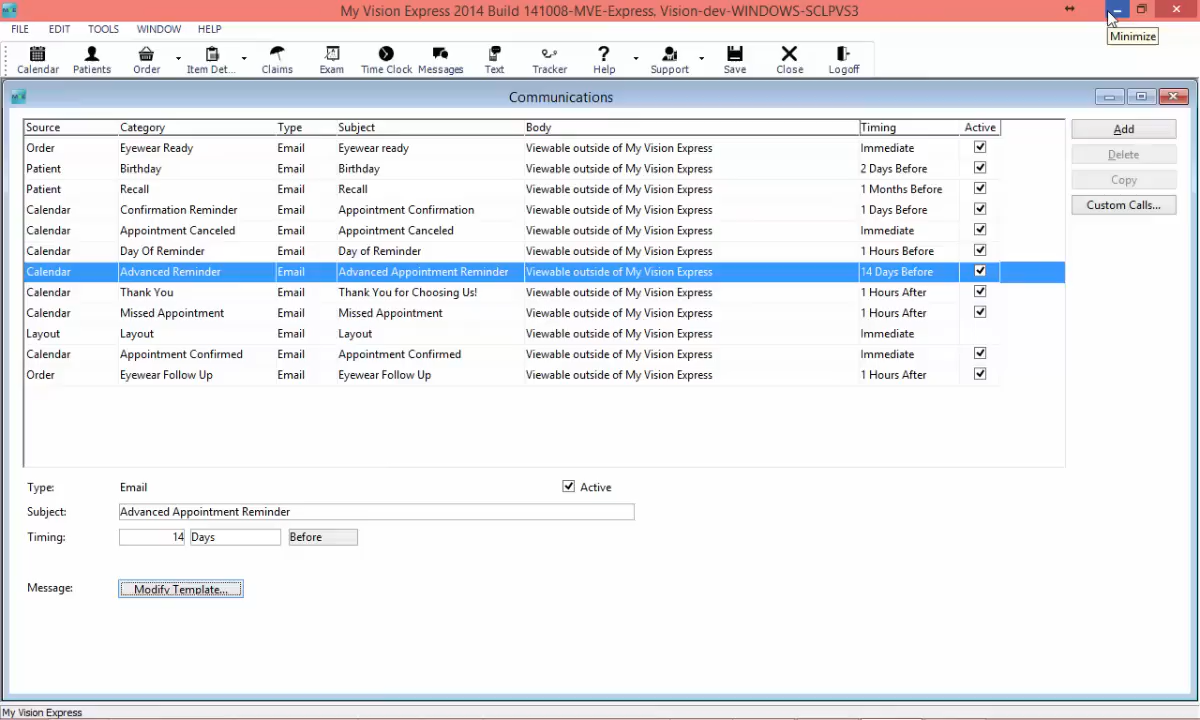 My Vision Express 2014 Build 141008-MVE-Express, Vision-dev-WINDOWS-SCLPVS3
FILE EDIT TOOLS WINDOW HELP
Minimize
Calendar Patients Order Item Det... Claims Exam Time Clock Messages Text Tracker Help Support Save Close Logoff
Communications
Source Category Type Subject Body Timing Active
Order Eyewear Ready Email Eyewear ready Viewable outside of My Vision Express Immediate
Patient Birthday Email Birthday Viewable outside of My Vision Express 2 Days Before
Patient Recall Email Recall Viewable outside of My Vision Express 1 Months Before
Calendar Confirmation Reminder Email Appointment Confirmation Viewable outside of My Vision Express 1 Days Before
Calendar Appointment Canceled Email Appointment Canceled Viewable outside of My Vision Express Immediate
Calendar Day Of Reminder Email Day of Reminder Viewable outside of My Vision Express 1 Hours Before
Calendar Advanced Reminder Email Advanced Appointment Reminder Viewable outside of My Vision Express 14 Days Before
Calendar Thank You Email Thank You for Choosing Us! Viewable outside of My Vision Express 1 Hours After
Calendar Missed Appointment Email Missed Appointment Viewable outside of My Vision Express 1 Hours After
Layout Layout Email Layout Viewable outside of My Vision Express Immediate
Calendar Appointment Confirmed Email Appointment Confirmed Viewable outside of My Vision Express Immediate
Order Eyewear Follow Up Email Eyewear Follow Up Viewable outside of My Vision Express 1 Hours After
Add
Delete
Copy
Custom Calls...
Type: Email Active
Subject: Advanced Appointment Reminder
Timing: 14 Days Before
Message: Modify Template...
My Vision Express